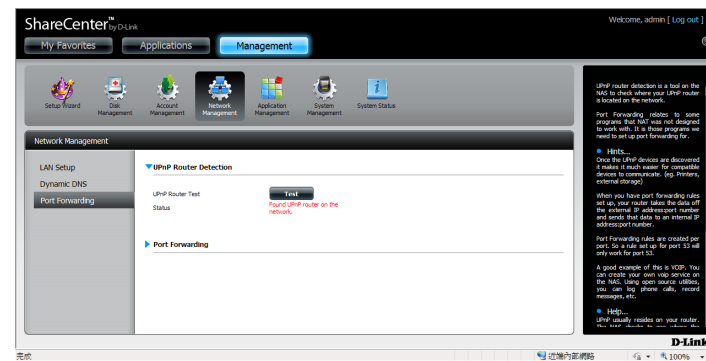 ShareCenter™ by D-Link
Welcome, admin [ Log out ]
My Favorites
Applications
Management
Setup Wizard
Disk Management
Account Management
Network Management
Application Management
System Management
System Status
Network Management
LAN Setup
Dynamic DNS
Port Forwarding
UPnP Router Detection
UPnP Router Test
Test
Status
Found UPnP router on the
network.
Port Forwarding
UPnP router detection is a tool on the
NAS to check where your UPnP router
is located on the network.
Port Forwarding relates to some
programs that NAT was not designed
to work with. It is those programs we
need to set up port forwarding for.
Hints...
Once the UPnP devices are discovered
it makes it much easier for compatible
devices to communicate. (eg. Printers,
external storage)
When you have port forwarding rules
set up, your router takes the data off
the external IP address:port number
and sends that data to an internal IP
address:port number.
Port Forwarding rules are created per
port. So a rule set up for port 53 will
only work for port 53.
A good example of this is VOIP. You
can create your own voip service on
the NAS. Using open source utilities,
you can log phone calls, record
messages, etc.
Help...
UPnP usually resides on your router.
The NAS checks to see where the
D-Link
完成
近端內部網路
100%